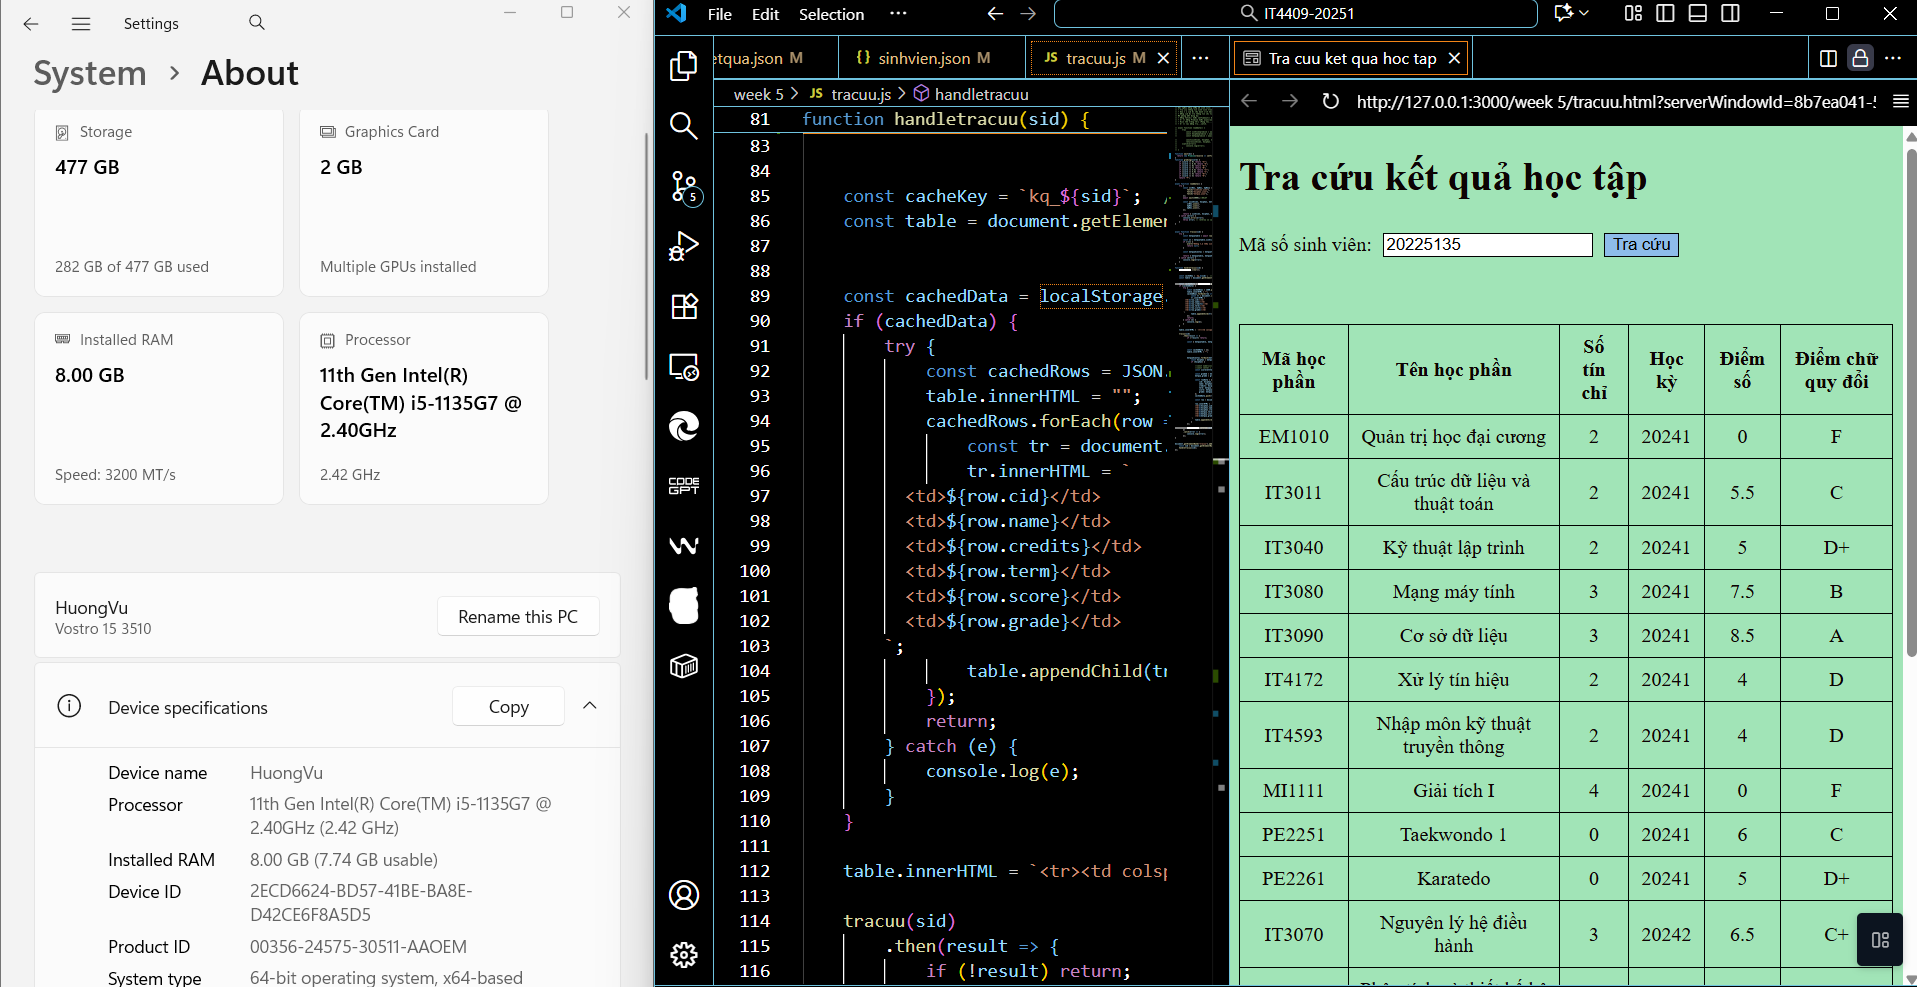 Settings
System > About
Storage
477 GB
282 GB of 477 GB used
Graphics Card
2 GB
Multiple GPUs installed
Installed RAM
8.00 GB
Speed: 3200 MT/s
Processor
11th Gen Intel(R)
Core(TM) i5-1135G7 @
2.40GHz
2.42 GHz
HuongVu
Vostro 15 3510
Rename this PC
Device specifications
Copy
Device name HuongVu
Processor 11th Gen Intel(R) Core(TM) i5-1135G7 @
2.40GHz (2.42 GHz)
Installed RAM 8.00 GB (7.74 GB usable)
Device ID 2ECD6624-BD57-41BE-BA8E-
D42CE6F8A5D5
Product ID 00356-24575-30511-AAOEM
System type 64-bit operating system, x64-based
File Edit Selection ···
IT4409-20251
etqua.json M
{} sinhvien.json M
JS tracuu.js M
5
CODE
GPT
week 5 > JS tracuu.js > handletracuu
81 function handletracuu(sid) {
83
84
85 const cacheKey = `kq_${sid}`; /
86 const table = document.getElemen
87
88
89 const cachedData = localStorage.
90 if (cachedData) {
91 try {
92 const cachedRows = JSON.
93 table.innerHTML = "";
94 cachedRows.forEach(row =
95 const tr = document.
96 tr.innerHTML = `
97 <td>${row.cid}</td>
98 <td>${row.name}</td>
99 <td>${row.credits}</td>
100 <td>${row.term}</td>
101 <td>${row.score}</td>
102 <td>${row.grade}</td>
103 `;
104 table.appendChild(tr
105 });
106 return;
107 } catch (e) {
108 console.log(e);
109 }
110 }
111
112 table.innerHTML = `<tr><td colsp
113
114 tracuu(sid)
115 .then(result => {
116 if (!result) return;
Tra cuu ket qua hoc tap
http://127.0.0.1:3000/week 5/tracuu.html?serverWindowId=8b7ea041-5
Tra cứu kết quả học tập
Mã số sinh viên: 20225135 Tra cứu
Mã học phần Tên học phần Số tín chỉ Học kỳ Điểm số Điểm chữ quy đổi
EM1010 Quản trị học đại cương 2 20241 0 F
IT3011 Cấu trúc dữ liệu và thuật toán 2 20241 5.5 C
IT3040 Kỹ thuật lập trình 2 20241 5 D+
IT3080 Mạng máy tính 3 20241 7.5 B
IT3090 Cơ sở dữ liệu 3 20241 8.5 A
IT4172 Xử lý tín hiệu 2 20241 4 D
IT4593 Nhập môn kỹ thuật truyền thông 2 20241 4 D
MI1111 Giải tích I 4 20241 0 F
PE2251 Taekwondo 1 0 20241 6 C
PE2261 Karatedo 0 20241 5 D+
IT3070 Nguyên lý hệ điều hành 3 20242 6.5 C+